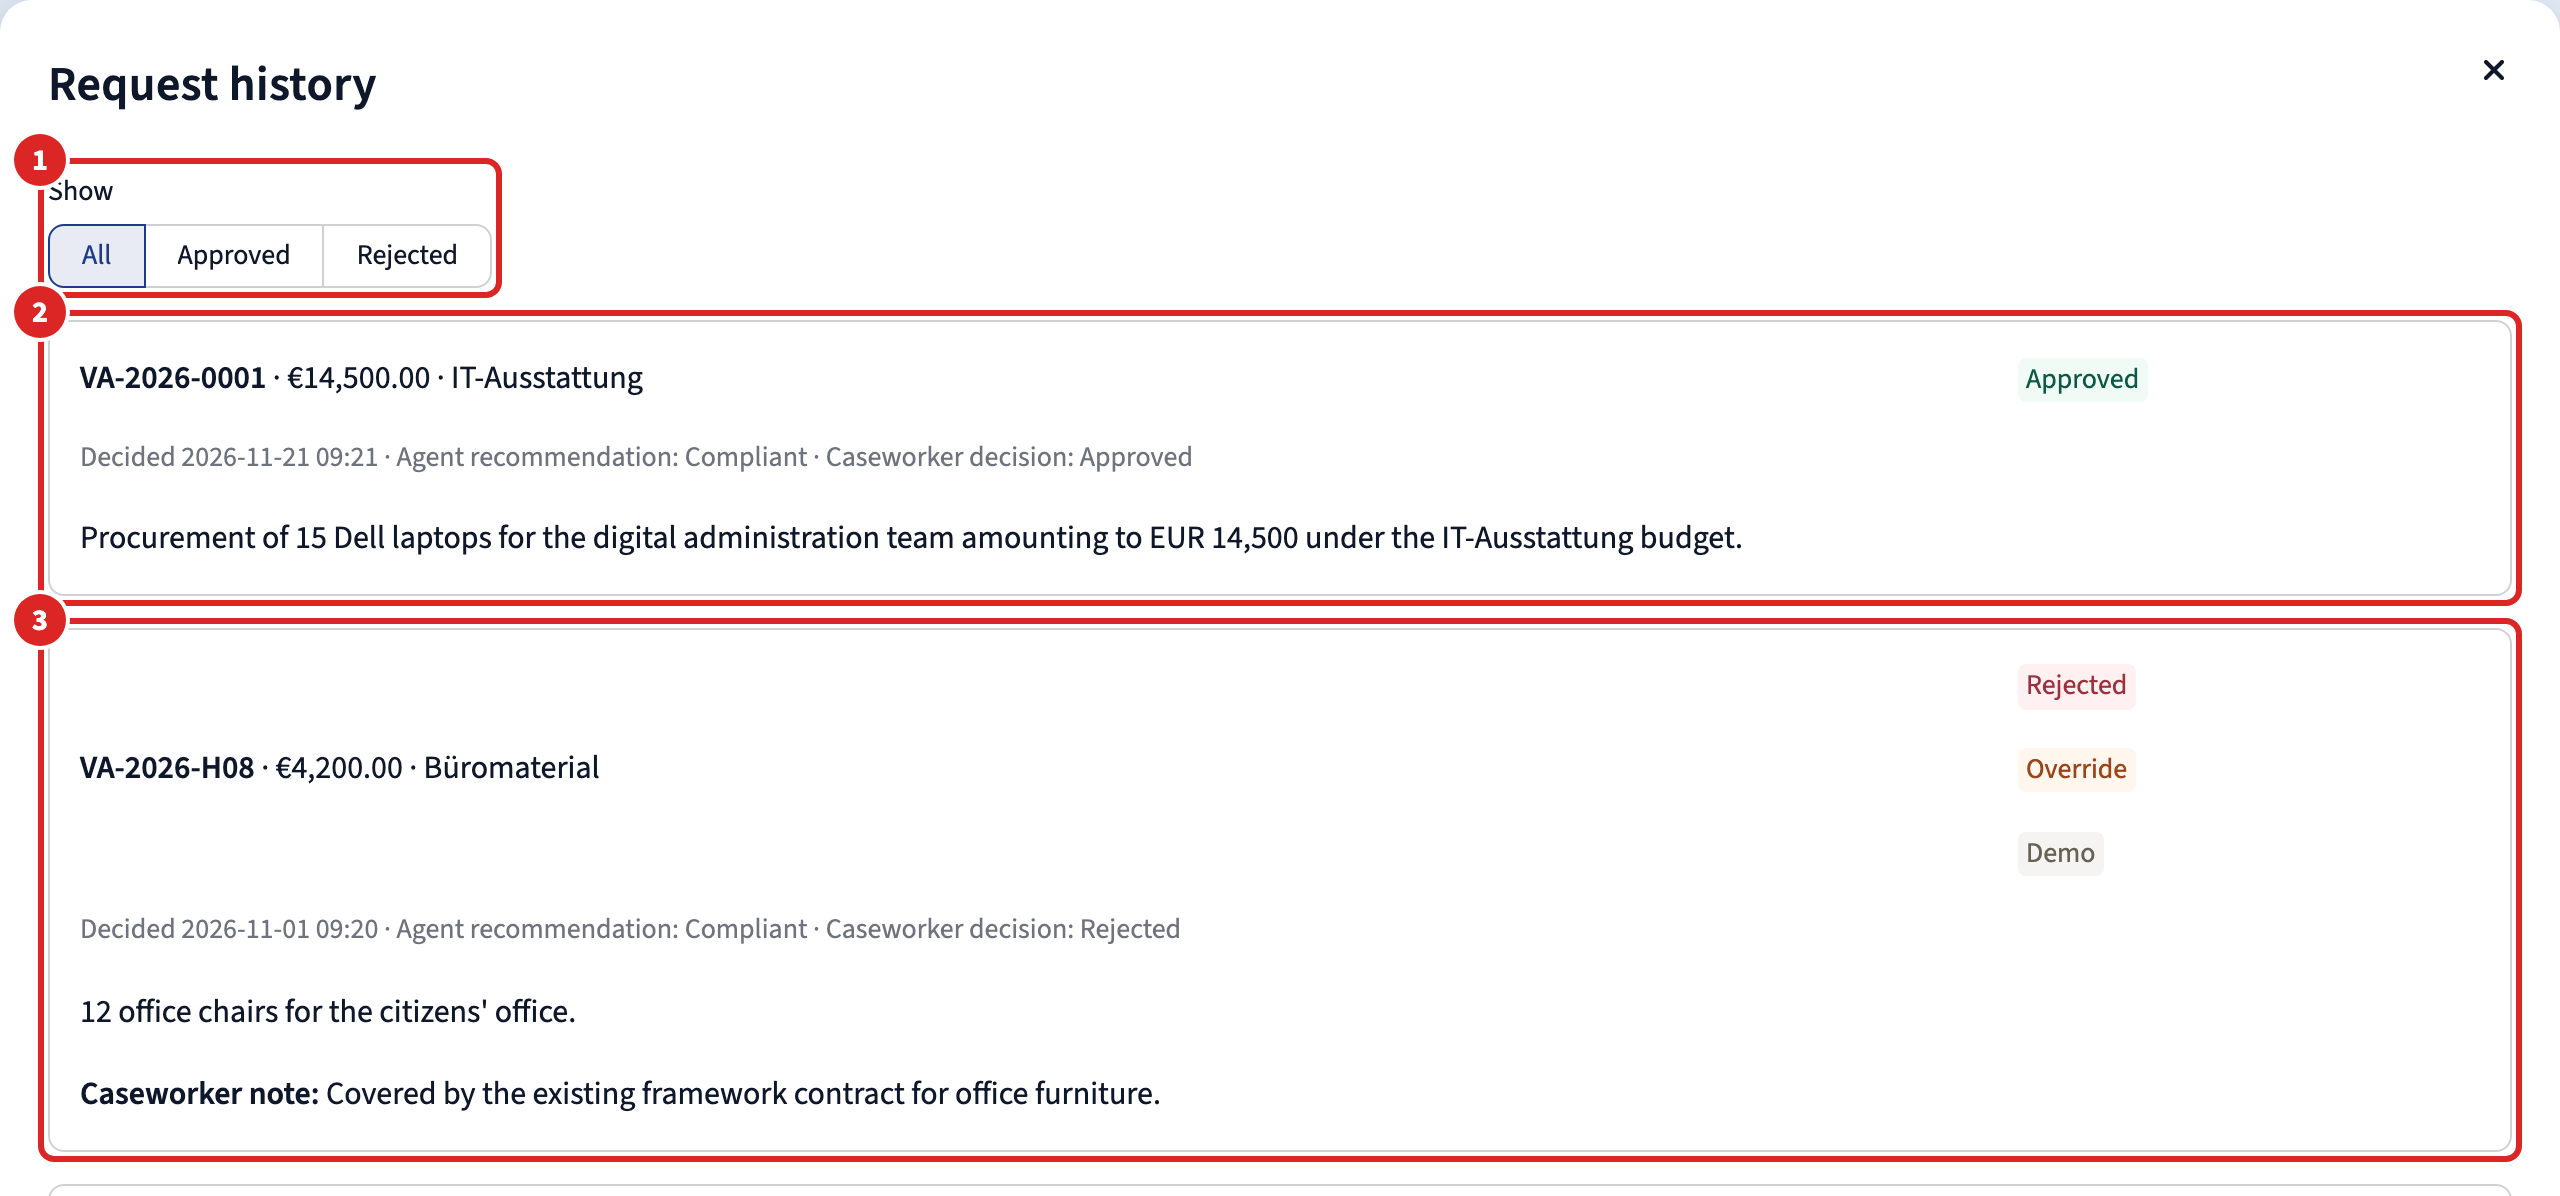 Request history
1
Show
All Approved Rejected
2
VA-2026-0001 · €14,500.00 · IT-Ausstattung Approved
Decided 2026-11-21 09:21 · Agent recommendation: Compliant · Caseworker decision: Approved
Procurement of 15 Dell laptops for the digital administration team amounting to EUR 14,500 under the IT-Ausstattung budget.
3
Rejected
VA-2026-H08 · €4,200.00 · Büromaterial Override
Demo
Decided 2026-11-01 09:20 · Agent recommendation: Compliant · Caseworker decision: Rejected
12 office chairs for the citizens' office.
Caseworker note: Covered by the existing framework contract for office furniture.